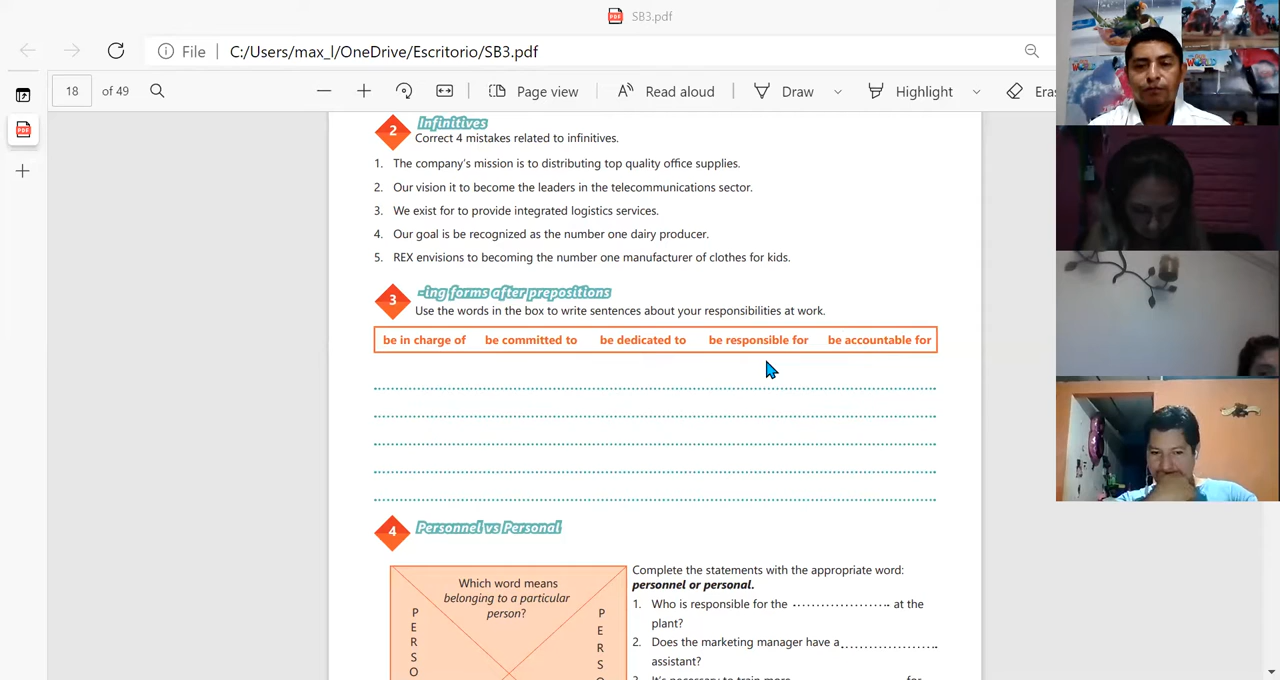 SB3.pdf
File | C:/Users/max_l/OneDrive/Escritorio/SB3.pdf
18 of 49 Page view Read aloud Draw Highlight Eras
2 Infinitives
Correct 4 mistakes related to infinitives.
1. The company's mission is to distributing top quality office supplies.
2. Our vision it to become the leaders in the telecommunications sector.
3. We exist for to provide integrated logistics services.
4. Our goal is be recognized as the number one dairy producer.
5. REX envisions to becoming the number one manufacturer of clothes for kids.
3 -ing forms after prepositions
Use the words in the box to write sentences about your responsibilities at work.
be in charge of be committed to be dedicated to be responsible for be accountable for
4 Personnel vs Personal
Which word means
belonging to a particular
person?
P
E
R
S
O
P
E
R
S
Complete the statements with the appropriate word:
personnel or personal.
1. Who is responsible for the ........................ at the
plant?
2. Does the marketing manager have a ........................
assistant?
3. It's necessary to train more ........................ for